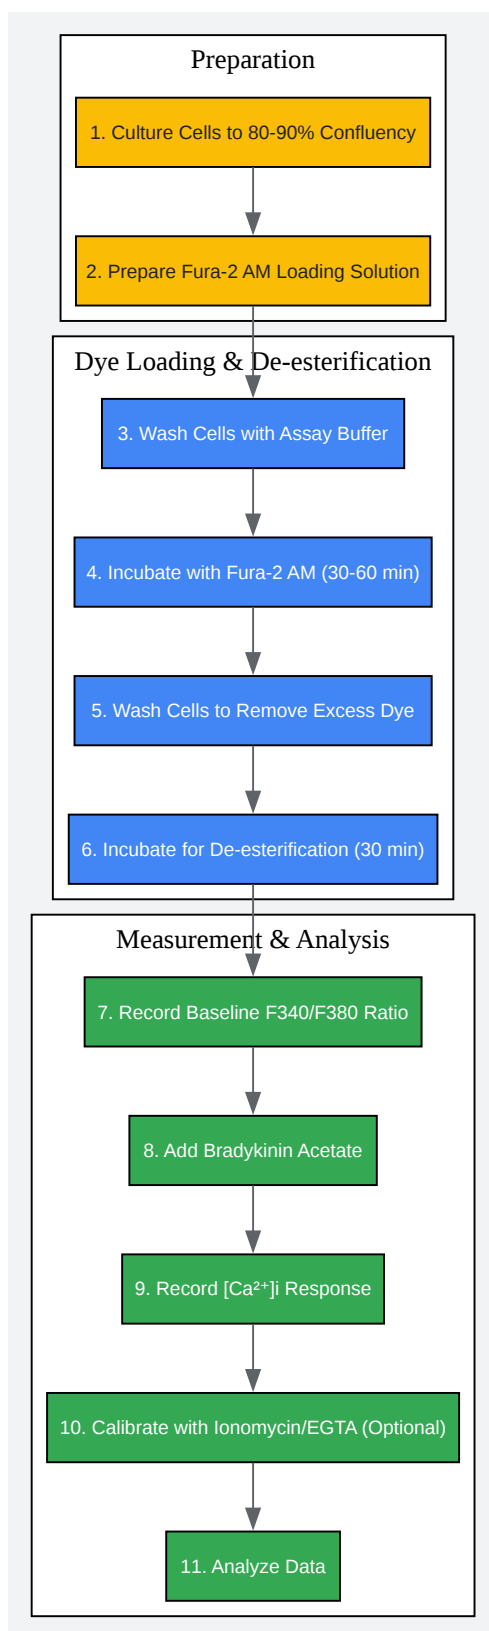 Preparation
1. Culture Cells to 80-90% Confluency
2. Prepare Fura-2 AM Loading Solution
Dye Loading & De-esterification
3. Wash Cells with Assay Buffer
4. Incubate with Fura-2 AM (30-60 min)
5. Wash Cells to Remove Excess Dye
6. Incubate for De-esterification (30 min)
Measurement & Analysis
7. Record Baseline F340/F380 Ratio
8. Add Bradykinin Acetate
9. Record [Ca²⁺]i Response
10. Calibrate with Ionomycin/EGTA (Optional)
11. Analyze Data